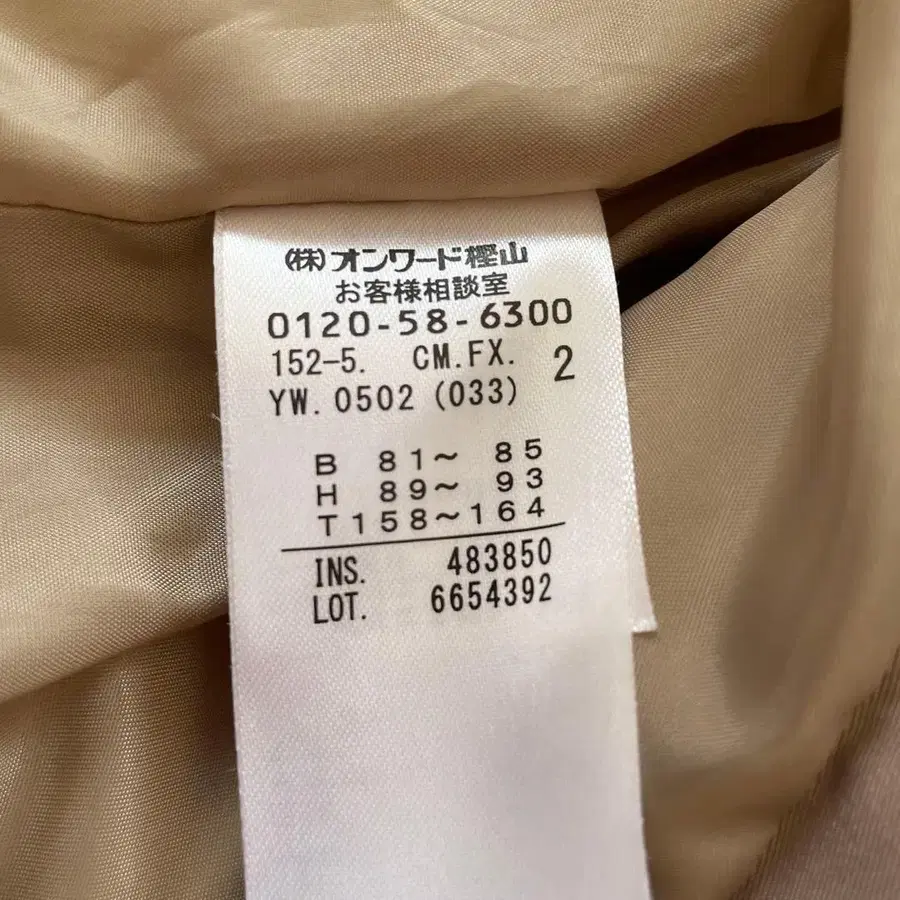 (株)オンワード樫山
お客様相談室
0120-58-6300
152-5. CM.FX. 2
YW. 0502 (033)
B 81～ 85
H 89～ 93
T158～164
INS. 483850
LOT. 6654392